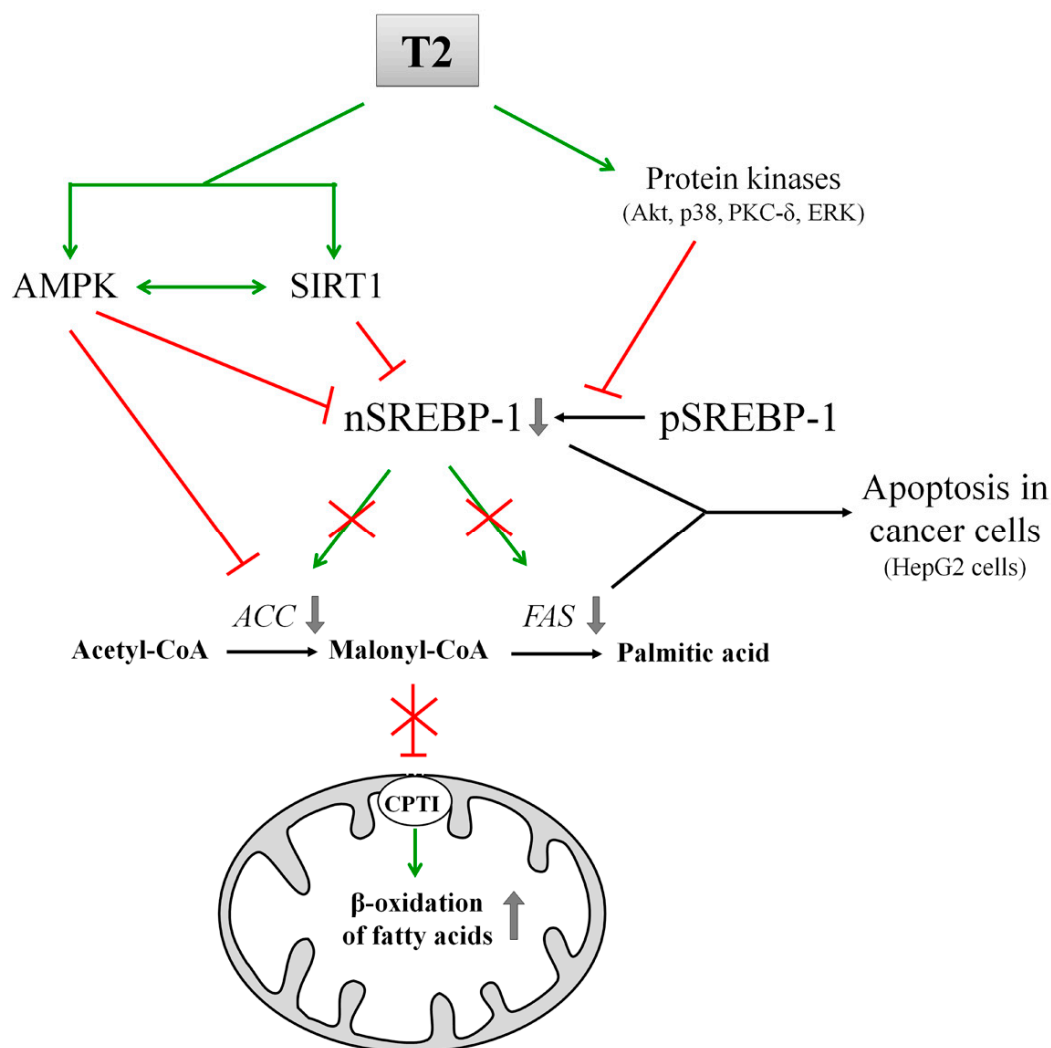 T2
Protein kinases
(Akt, p38, PKC-δ, ERK)
AMPK
SIRT1
nSREBP-1
pSREBP-1
Apoptosis in
cancer cells
(HepG2 cells)
ACC
FAS
Acetyl-CoA
Malonyl-CoA
Palmitic acid
CPTI
β-oxidation
of fatty acids